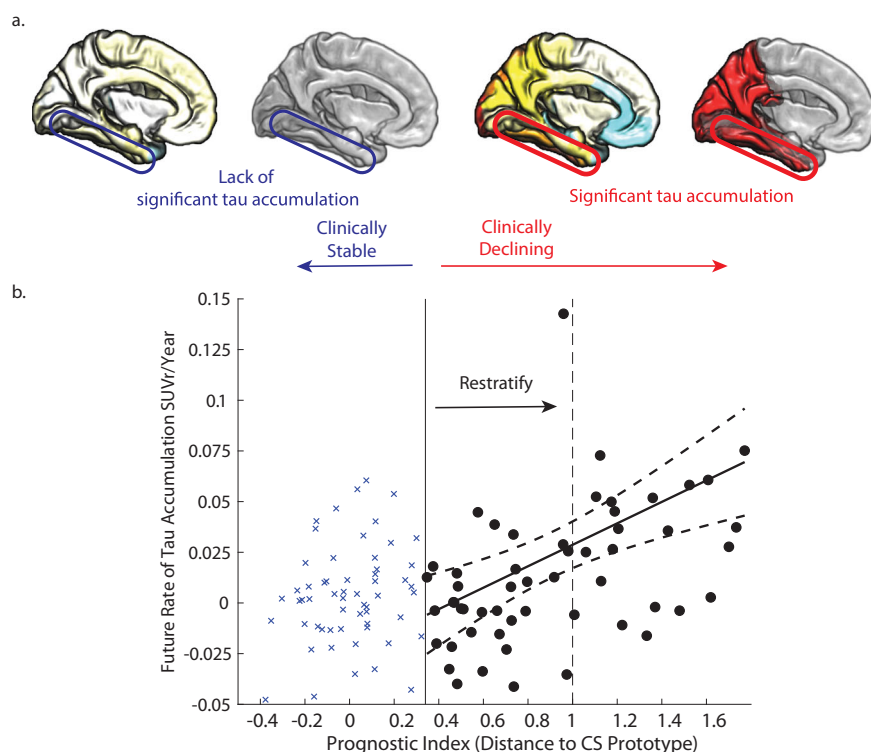 a.
Lack of
significant tau accumulation
Significant tau accumulation
Clinically
Stable
Clinically
Declining
b.
Future Rate of Tau Accumulation SUVr/Year
0.15
0.125
0.1
0.075
0.05
0.025
0
-0.025
-0.05
Restratify
-0.4 -0.2 0 0.2 0.4 0.6 0.8 1 1.2 1.4 1.6
Prognostic Index (Distance to CS Prototype)